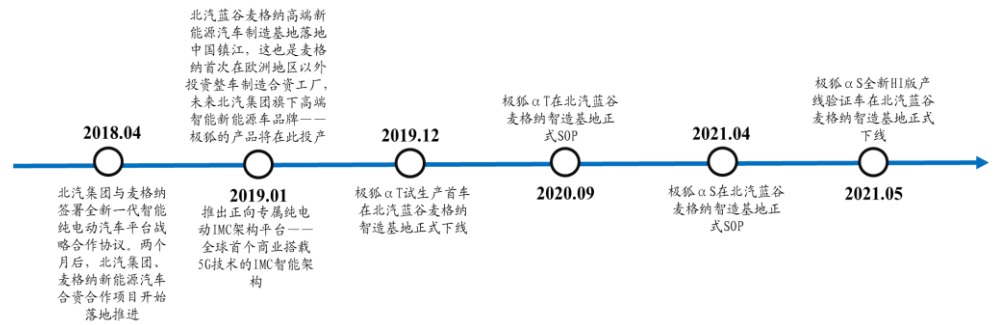 2018.04
北汽集团与麦格纳
签署全新一代智能
纯电动汽车平台战
略合作协议。两个
月后，北汽集团、
麦格纳新能源汽车
合资合作项目开始
落地推进
北汽蓝谷麦格纳高端新
能源汽车制造基地落地
中国镇江，这也是麦格
纳首次在欧洲地区以外
投资整车制造合资工厂，
未来北汽集团旗下高端
智能新能源车品牌——
极狐的产品将在此投产
2019.01
推出正向专属纯电
动IMC架构平台——
全球首个商业搭载
5G技术的IMC智能架
构
2019.12
极狐αT试生产首车
在北汽蓝谷麦格纳
智造基地正式下线
极狐αT在北汽蓝谷
麦格纳智造基地正
式SOP
2020.09
2021.04
极狐αS在北汽蓝谷
麦格纳智造基地正
式SOP
极狐αS全新HI版产
线验证车在北汽蓝谷
麦格纳智造基地正式
下线
2021.05